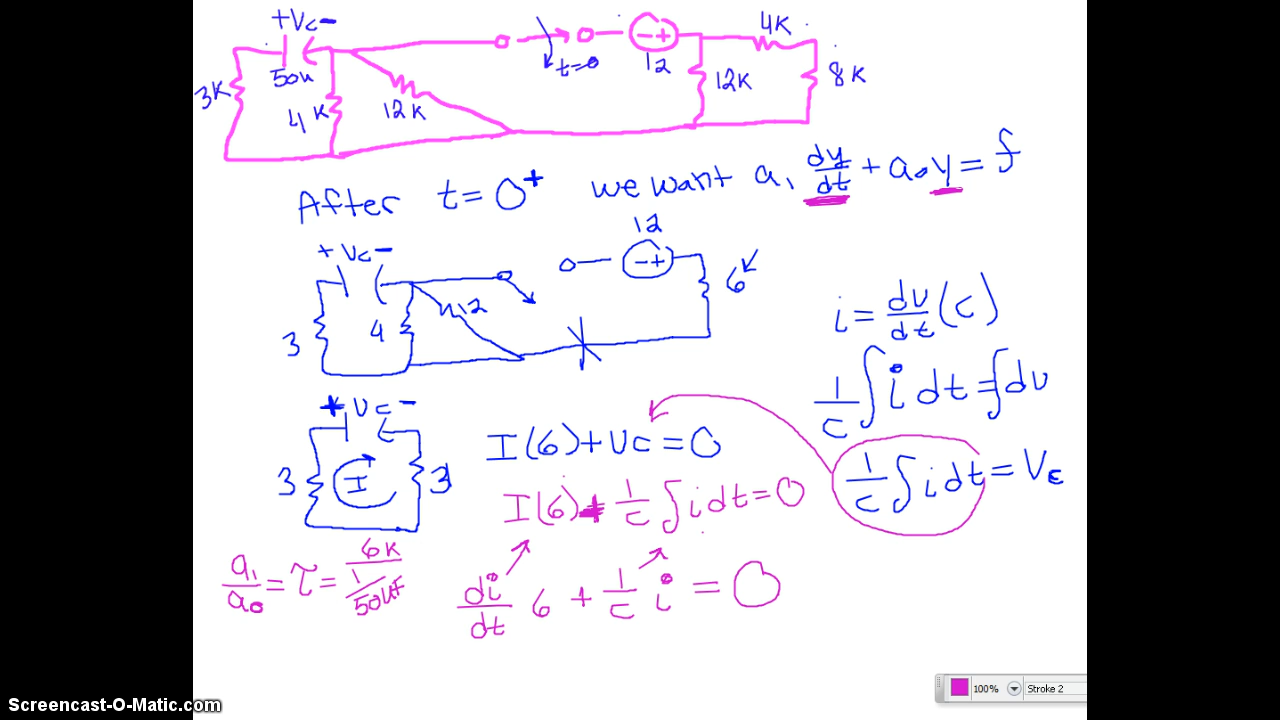 +Vc-
50u
3K
4K
12K
t=0
-+
12
12K
4K
8K
After t=0+ we want a₁ dy/dt + a₀ y = f
+ Vc -
3
4
12
12
-+
6
i = dv/dt (c)
1/c ∫ i dt = ∫ dv
1/c ∫ i dt = Vc
+ Vc -
3
I
3
I(6)+Vc=0
I(6)+ 1/c ∫ i dt=0
a₁/a₀ = τ = 6K / 1/50uF
di/dt 6 + 1/c i = 0
100%
Stroke 2
Screencast-O-Matic.com